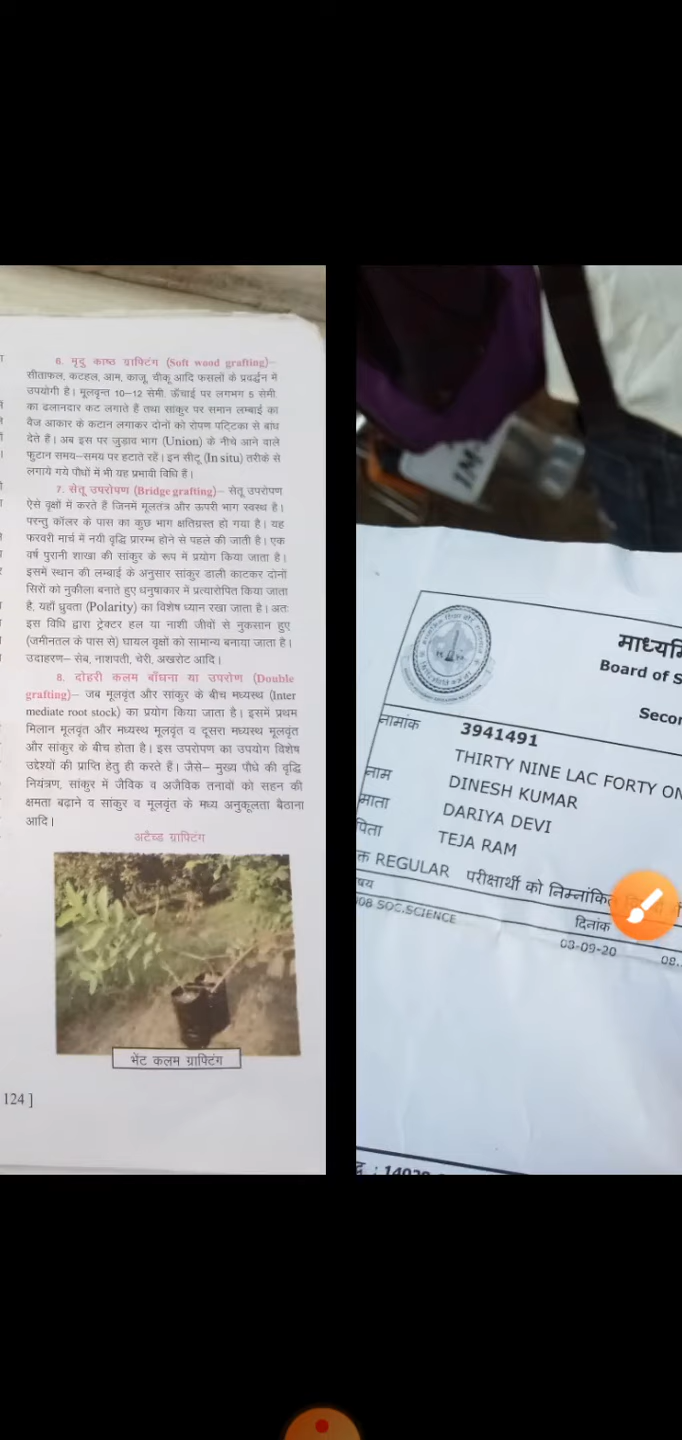 6. मृदु काष्ठ ग्राफ्टिंग (Soft wood grafting)–
सीताफल, कटहल, आम, काजू, चीकू आदि फसलों के प्रवर्द्धन में
उपयोगी है। मूलवृन्त 10–12 सेमी. ऊँचाई पर लगभग 5 सेमी.
का ढलानदार कट लगाते हैं तथा सांकुर पर समान लम्बाई का
वैज आकार के कटान लगाकर दोनों को रोपण पट्टिका से बांध
देते हैं। अब इस पर जुड़ाव भाग (Union) के नीचे आने वाले
फुटान समय–समय पर हटाते रहें। इन सीटू (In situ) तरीके से
लगाये गये पौधों में भी यह प्रभावी विधि हैं।
7. सेतू उपरोपण (Bridge grafting)– सेतू उपरोपण
ऐसे वृक्षों में करते हैं जिनमें मूलतंत्र और ऊपरी भाग स्वस्थ है।
परन्तु कॉलर के पास का कुछ भाग क्षतिग्रस्त हो गया है। यह
फरवरी मार्च में नयी वृद्धि प्रारम्भ होने से पहले की जाती है। एक
वर्ष पुरानी शाखा की सांकुर के रूप में प्रयोग किया जाता है।
इसमें स्थान की लम्बाई के अनुसार सांकुर डाली काटकर दोनों
सिरों को नुकीला बनाते हुए धनुषाकार में प्रत्यारोपित किया जाता
है, यहाँ ध्रुवता (Polarity) का विशेष ध्यान रखा जाता है। अतः
इस विधि द्वारा ट्रेक्टर हल या नाशी जीवों से नुकसान हुए
(जमीनतल के पास से) घायल वृक्षों को सामान्य बनाया जाता है।
उदाहरण– सेब, नाशपती, चेरी, अखरोट आदि।
8. दोहरी कलम बाँधना या उपरोण (Double
grafting)– जब मूलवृंत और सांकुर के बीच मध्यस्थ (Inter
mediate root stock) का प्रयोग किया जाता है। इसमें प्रथम
मिलान मूलवृंत और मध्यस्थ मूलवृंत व दूसरा मध्यस्थ मूलवृंत
और सांकुर के बीच होता है। इस उपरोपण का उपयोग विशेष
उद्देश्यों की प्राप्ति हेतु ही करते हैं। जैसे– मुख्य पौधे की वृद्धि
नियंत्रण, सांकुर में जैविक व अजैविक तनावों को सहन की
क्षमता बढाने व सांकुर व मूलवृंत के मध्य अनुकूलता बैठाना
आदि।
अटैच्ड ग्राफ्टिंग
भेंट कलम ग्राफ्टिंग
124 ]
1M
Board of S
Secon
नामांक 3941491
THIRTY NINE LAC FORTY ON
नाम DINESH KUMAR
माता DARIYA DEVI
पिता TEJA RAM
REGULAR परीक्षार्थी को निम्नांकित
08 SOC.SCIENCE दिनांक
03-09-20 08.